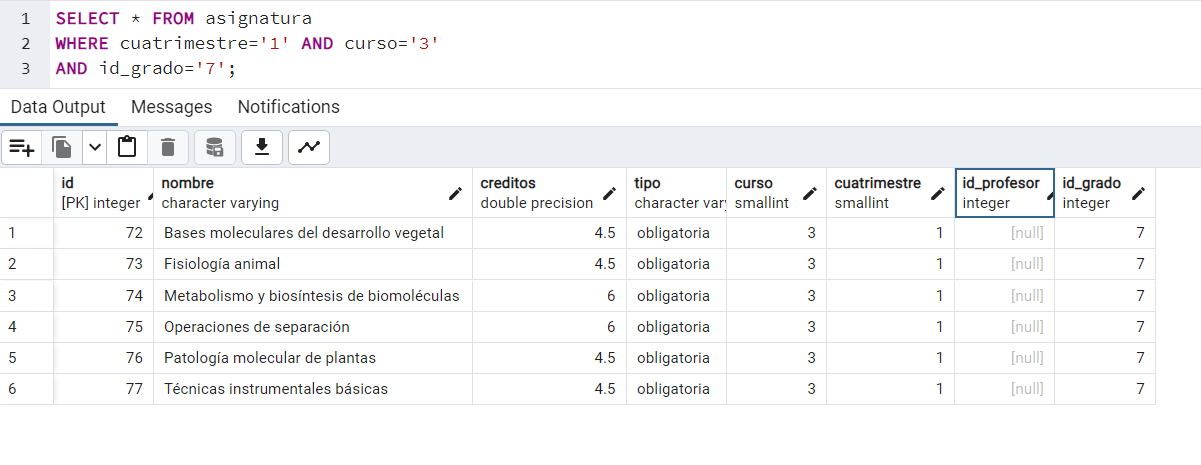 1 SELECT * FROM asignatura
2 WHERE cuatrimestre='1' AND curso='3'
3 AND id_grado='7';
Data Output Messages Notifications
id nombre creditos tipo curso cuatrimestre id_profesor id_grado
[PK] integer character varying double precision character var smallint smallint integer integer
1 72 Bases moleculares del desarrollo vegetal 4.5 obligatoria 3 1 [null] 7
2 73 Fisiología animal 4.5 obligatoria 3 1 [null] 7
3 74 Metabolismo y biosíntesis de biomoléculas 6 obligatoria 3 1 [null] 7
4 75 Operaciones de separación 6 obligatoria 3 1 [null] 7
5 76 Patología molecular de plantas 4.5 obligatoria 3 1 [null] 7
6 77 Técnicas instrumentales básicas 4.5 obligatoria 3 1 [null] 7